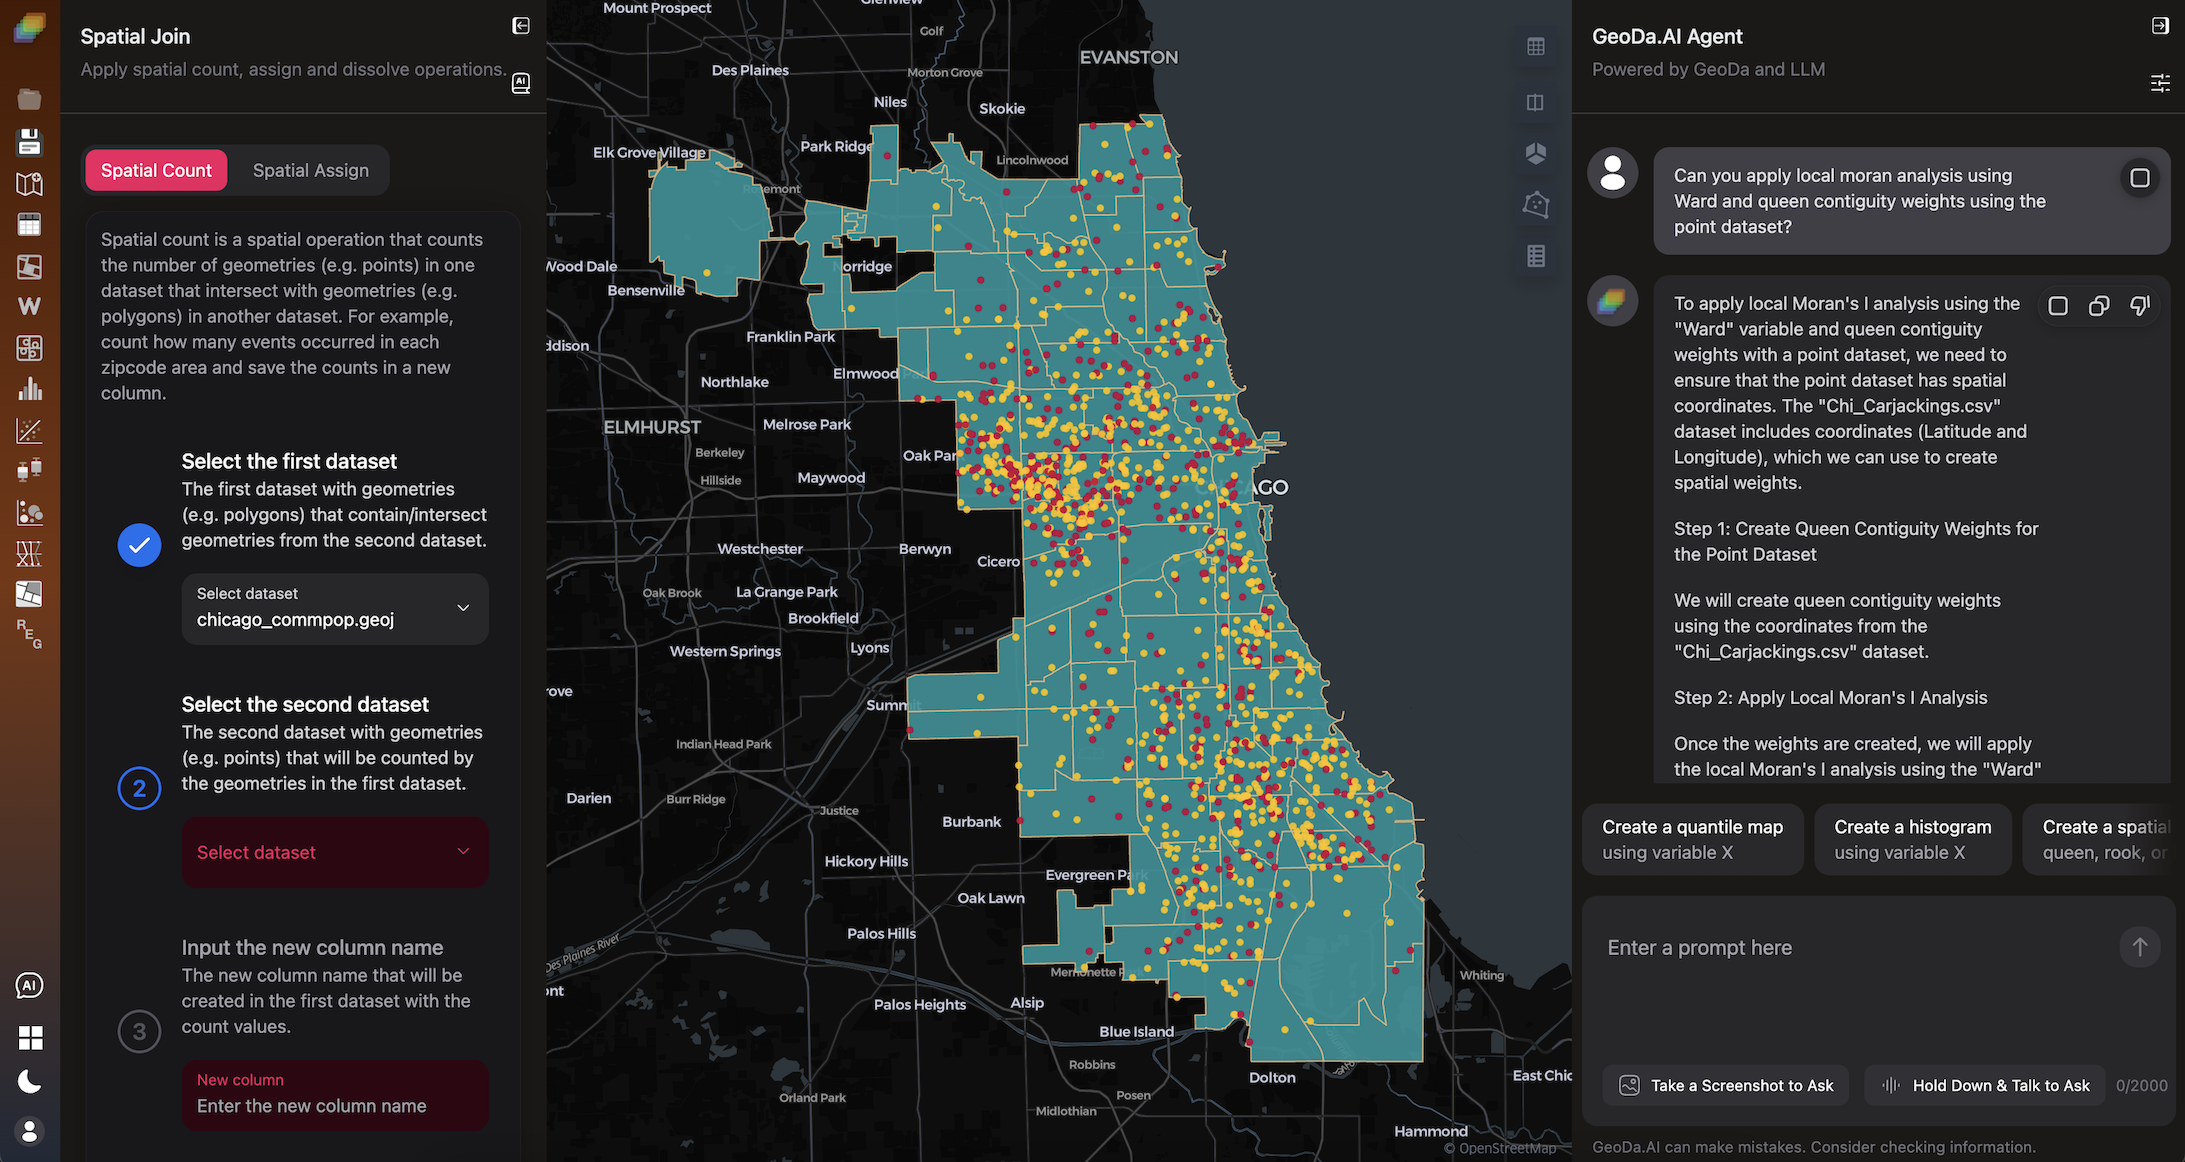 Spatial Join
Apply spatial count, assign and dissolve operations.
AI
Spatial Count
Spatial Assign
Spatial count is a spatial operation that counts
the number of geometries (e.g. points) in one
dataset that intersect with geometries (e.g.
polygons) in another dataset. For example,
count how many events occurred in each
zipcode area and save the counts in a new
column.
Select the first dataset
The first dataset with geometries
(e.g. polygons) that contain/intersect
geometries from the second dataset.
Select dataset
chicago_commpop.geoj
Select the second dataset
The second dataset with geometries
(e.g. points) that will be counted by
the geometries in the first dataset.
2
Select dataset
Input the new column name
The new column name that will be
created in the first dataset with the
count values.
3
New column
Enter the new column name
W
REG
AI
Mount Prospect
Glenview
Golf
EVANSTON
Des Plaines
Morton Grove
Niles
Skokie
Elk Grove Village
Park Ridge
Lincolnwood
Wood Dale
Norridge
Bensenville
Franklin Park
ddison
Northlake
Elmwood Pa
ELMHURST
Melrose Park
Berkeley
Oak Par
Hillside
Maywood
AGO
Westchester
Berwyn
Cicero
Oak Brook
La Grange Park
Brookfield
Western Springs
Lyons
rove
Summit
Indian Head Park
Darien
Burr Ridge
Justice
Burbank
Hickory Hills
Evergreen Pa
Oak Lawn
Palos Hills
Des Plaines River
Whiting
ont
Palos Heights
Alsip
Blue Island
Robbins
Dolton
East Chic
Orland Park
Posen
Midlothian
Hammond
© OpenStreetMap
GeoDa.AI Agent
Powered by GeoDa and LLM
Can you apply local moran analysis using
Ward and queen contiguity weights using the
point dataset?
To apply local Moran's I analysis using the
"Ward" variable and queen contiguity
weights with a point dataset, we need to
ensure that the point dataset has spatial
coordinates. The "Chi_Carjackings.csv"
dataset includes coordinates (Latitude and
Longitude), which we can use to create
spatial weights.
Step 1: Create Queen Contiguity Weights for
the Point Dataset
We will create queen contiguity weights
using the coordinates from the
"Chi_Carjackings.csv" dataset.
Step 2: Apply Local Moran's I Analysis
Once the weights are created, we will apply
the local Moran's I analysis using the "Ward"
Create a quantile map
using variable X
Create a histogram
using variable X
Create a spatial
queen, rook, or
Enter a prompt here
Take a Screenshot to Ask
Hold Down & Talk to Ask
0/2000
GeoDa.AI can make mistakes. Consider checking information.